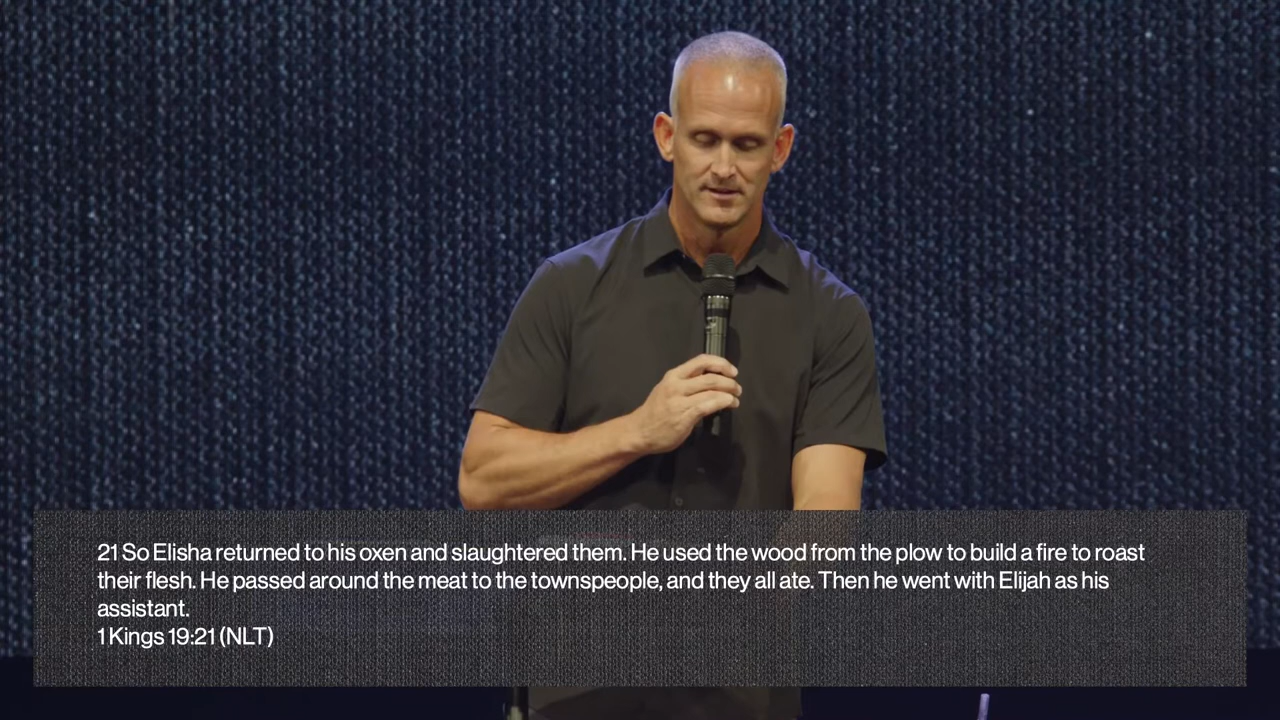 21 So Elisha returned to his oxen and slaughtered them. He used the wood from the plow to build a fire to roast
their flesh. He passed around the meat to the townspeople, and they all ate. Then he went with Elijah as his
assistant.
1 Kings 19:21 (NLT)